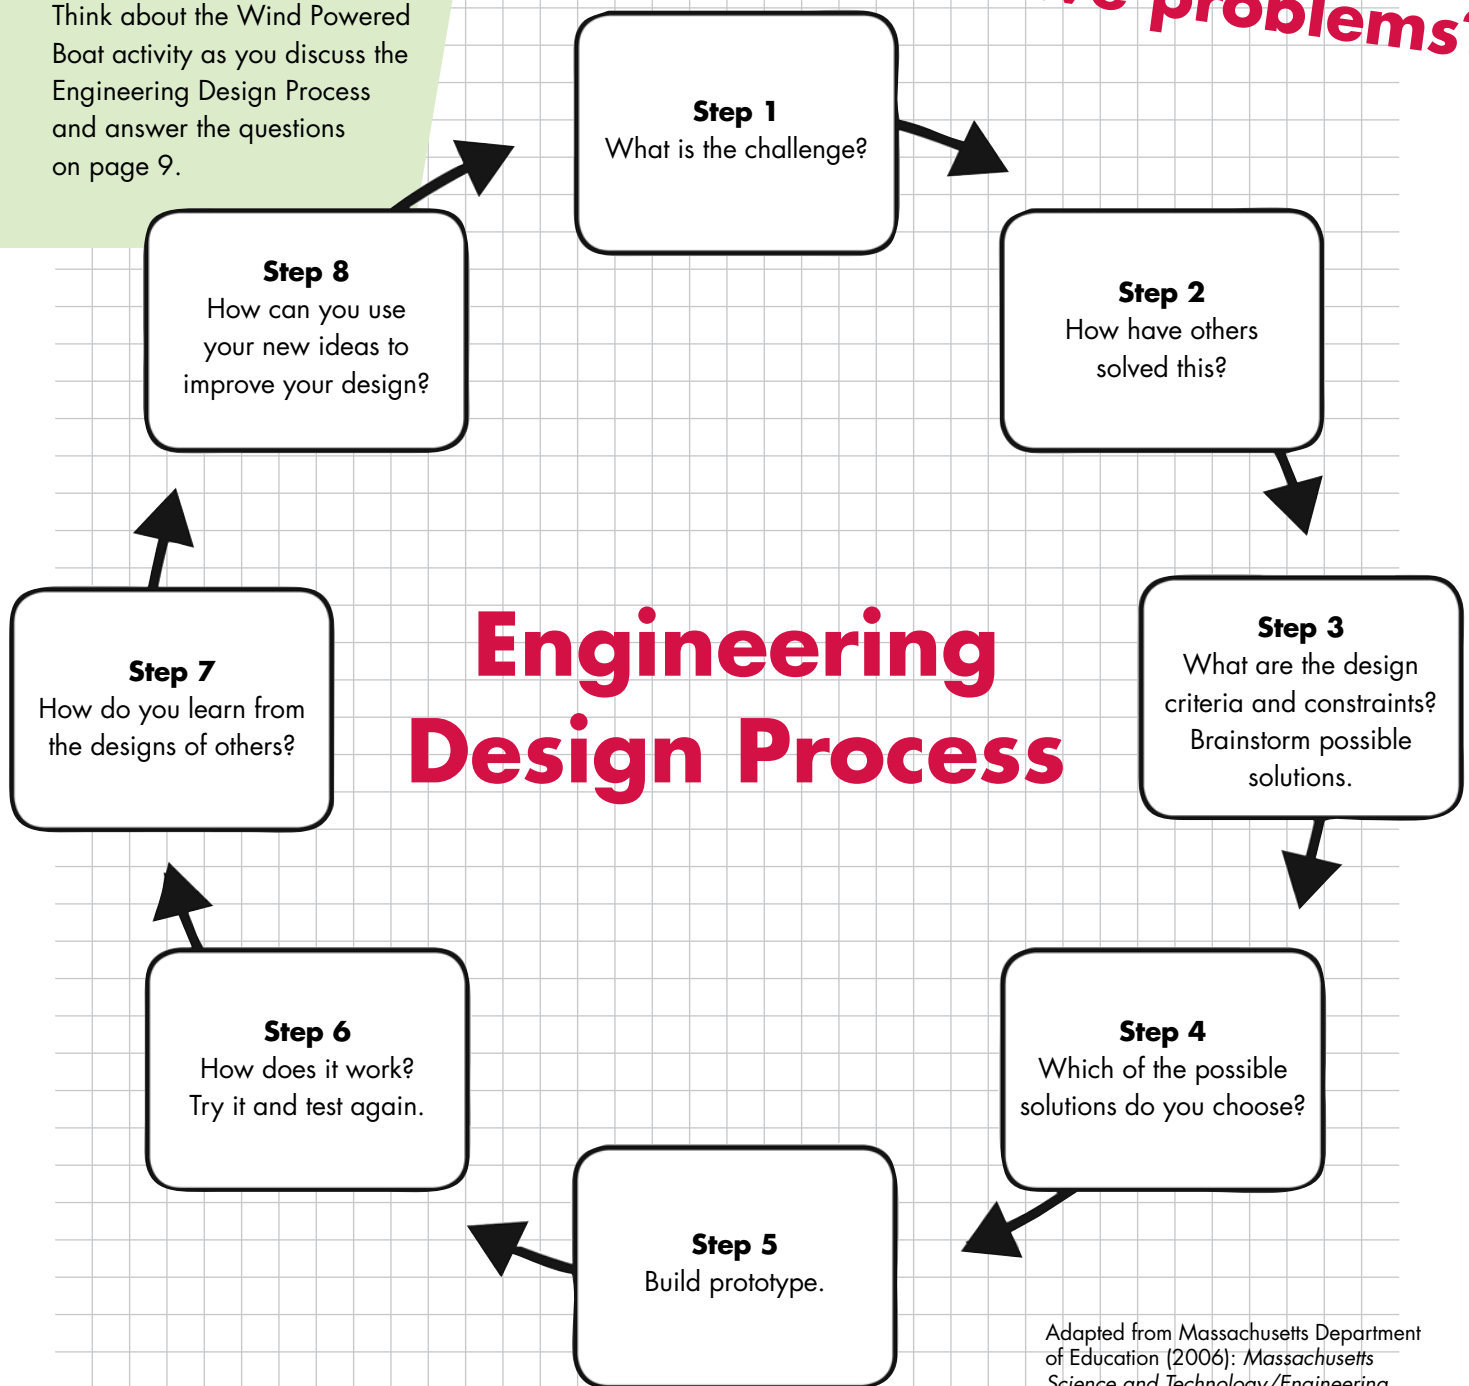 Think about the Wind Powered
Boat activity as you discuss the
Engineering Design Process
and answer the questions
on page 9.
problems?
Step 1
What is the challenge?
Step 2
How have others
solved this?
Step 3
What are the design
criteria and constraints?
Brainstorm possible
solutions.
Step 4
Which of the possible
solutions do you choose?
Step 5
Build prototype.
Step 6
How does it work?
Try it and test again.
Step 7
How do you learn from
the designs of others?
Step 8
How can you use
your new ideas to
improve your design?
Engineering
Design Process
Adapted from Massachusetts Department
of Education (2006): Massachusetts
Science and Technology/Engineering